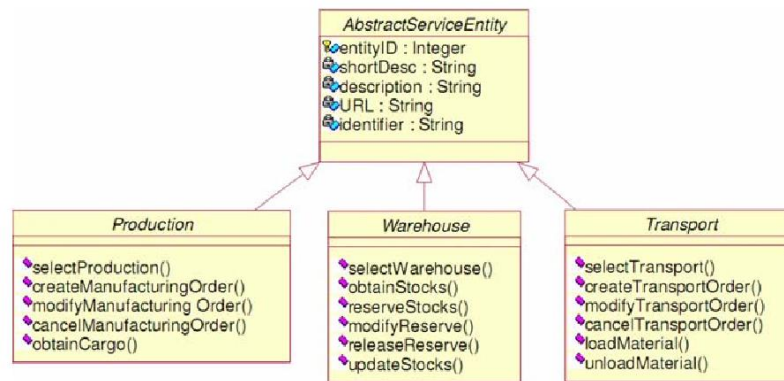 AbstractServiceEntity
entityID : Integer
shortDesc : String
description : String
URL : String
identifier : String
Production
selectProduction()
createManufacturingOrder()
modifyManufacturing Order()
cancelManufacturingOrder()
obtainCargo()
Warehouse
selectWarehouse()
obtainStocks()
reserveStocks()
modifyReserve()
releaseReserve()
updateStocks()
Transport
selectTransport()
createTransportOrder()
modifyTransportOrder()
cancelTransportOrder()
loadMaterial()
unloadMaterial()